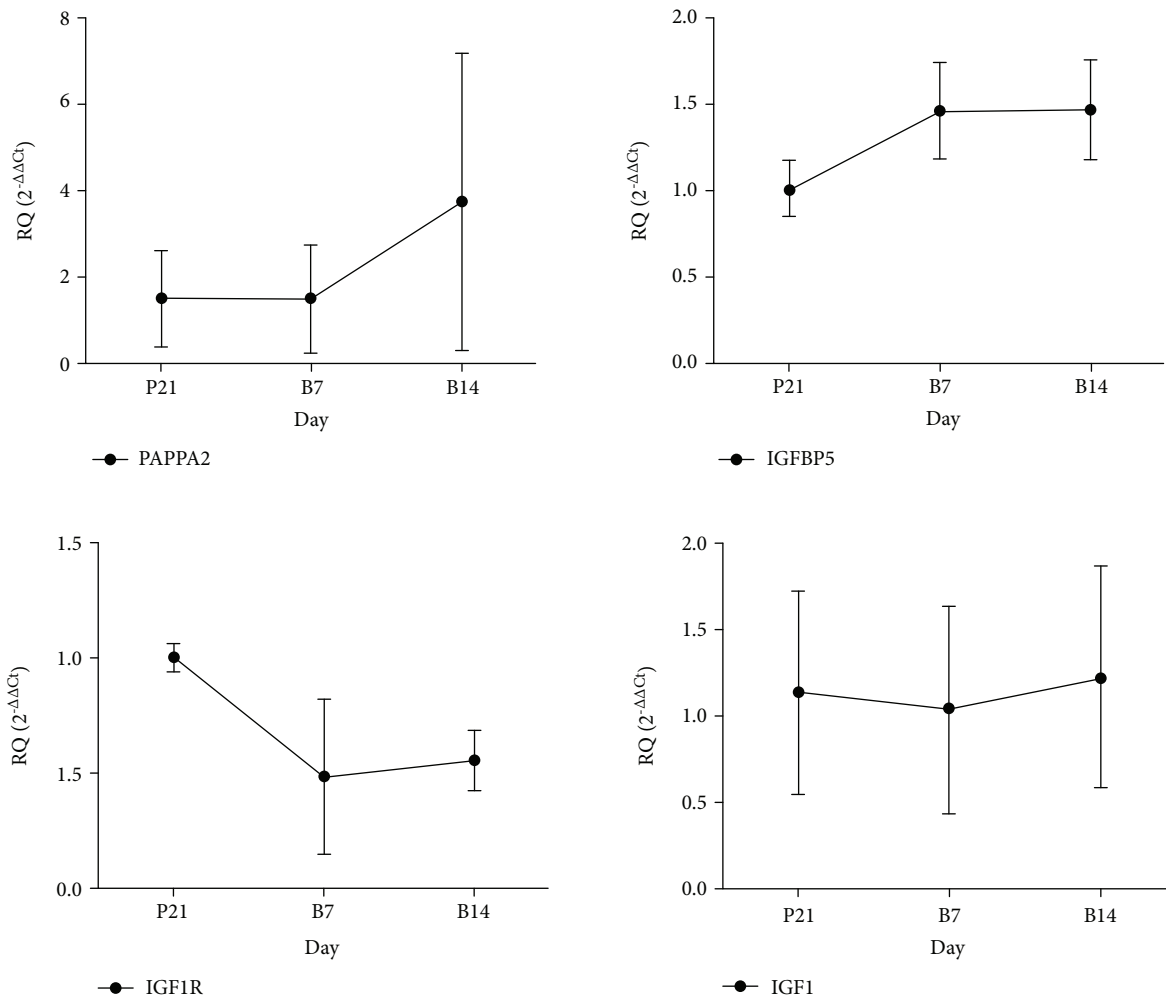 8
6
4
2
0
RQ (2^-ΔΔCt)
P21 B7 B14
Day
PAPPA2
2.0
1.5
1.0
0.5
0.0
RQ (2^-ΔΔCt)
P21 B7 B14
Day
IGFBP5
1.5
1.0
1.5
0.0
RQ (2^-ΔΔCt)
P21 B7 B14
Day
IGF1R
2.0
1.5
1.0
0.5
0.0
RQ (2^-ΔΔCt)
P21 B7 B14
Day
IGF1